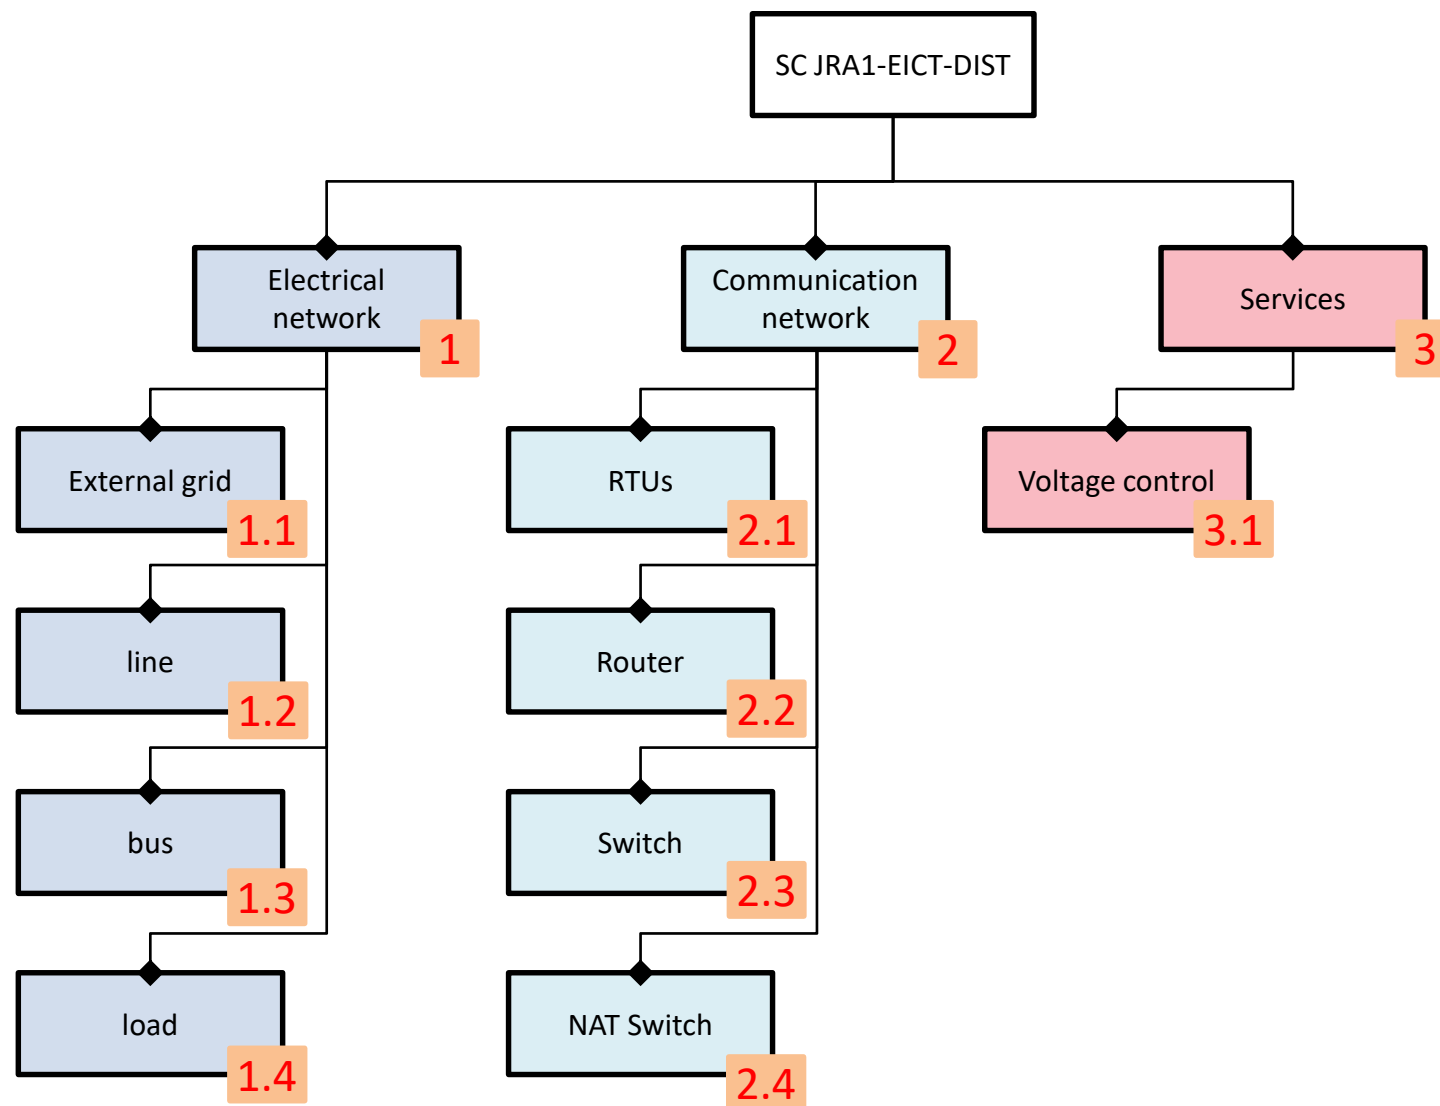 SC JRA1-EICT-DIST
Electrical
network
1
Communication
network
2
Services
3
External grid
1.1
RTUs
2.1
Voltage control
3.1
line
1.2
Router
2.2
bus
1.3
Switch
2.3
load
1.4
NAT Switch
2.4